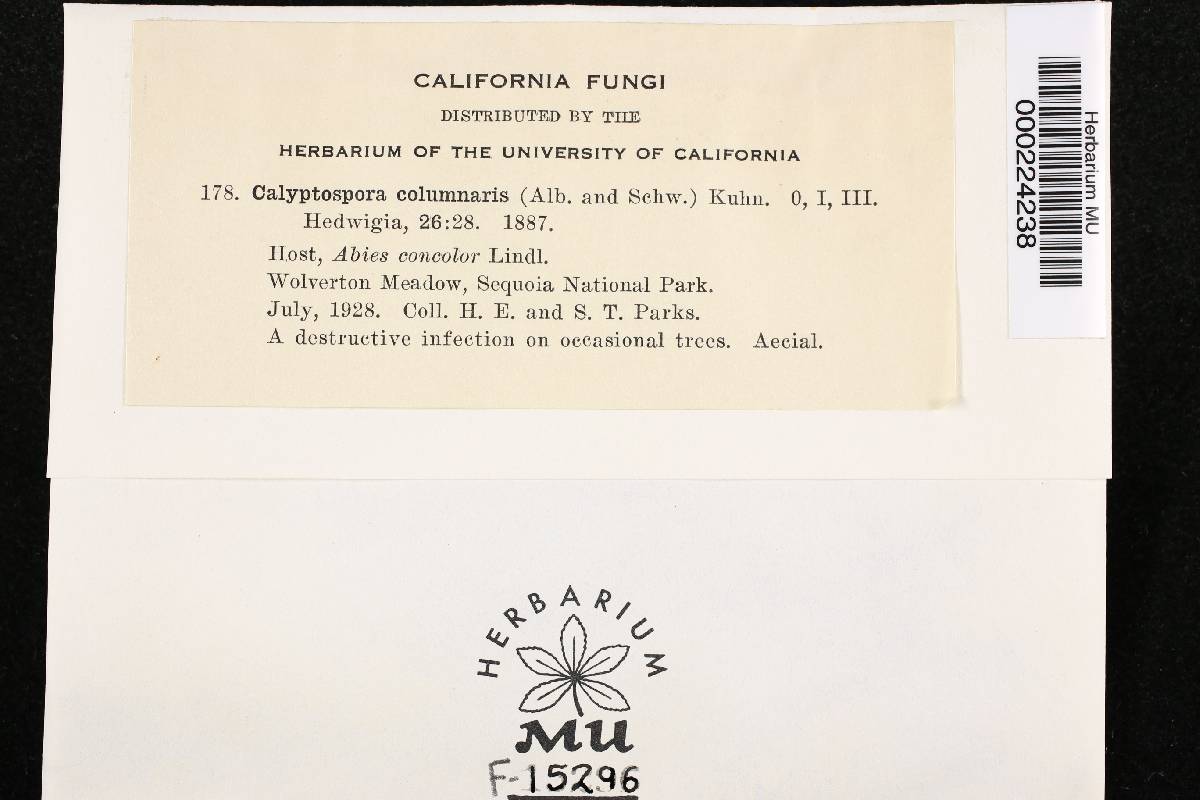 CALIFORNIA FUNGI
DISTRIBUTED BY THE
HERBARIUM OF THE UNIVERSITY OF CALIFORNIA
178. Calyptospora columnaris (Alb. and Schw.) Kuhn. 0, I, III.
Hedwigia, 26:28. 1887.
Host, Abies concolor Lindl.
Wolverton Meadow, Sequoia National Park.
July, 1928. Coll. H. E. and S. T. Parks.
A destructive infection on occasional trees. Aecial.
Herbarium MU
000224238
HERBARIUM
MU
F-15296